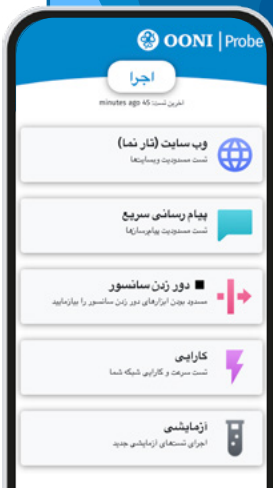 OONI | Probe
اجرا
آخرین تست: 45 minutes ago
وب سایت (تار نما)
تست مسدودیت وبسایتها
پیام رسانی سریع
تست مسدودیت پیام‌رسان‌ها
■ دور زدن سانسور
مسدود بودن ابزارهای دور زدن سانسور را بیازمایید
کارایی
تست سرعت و کارایی شبکه شما
آزمایشی
اجرای تست‌های آزمایشی جدید